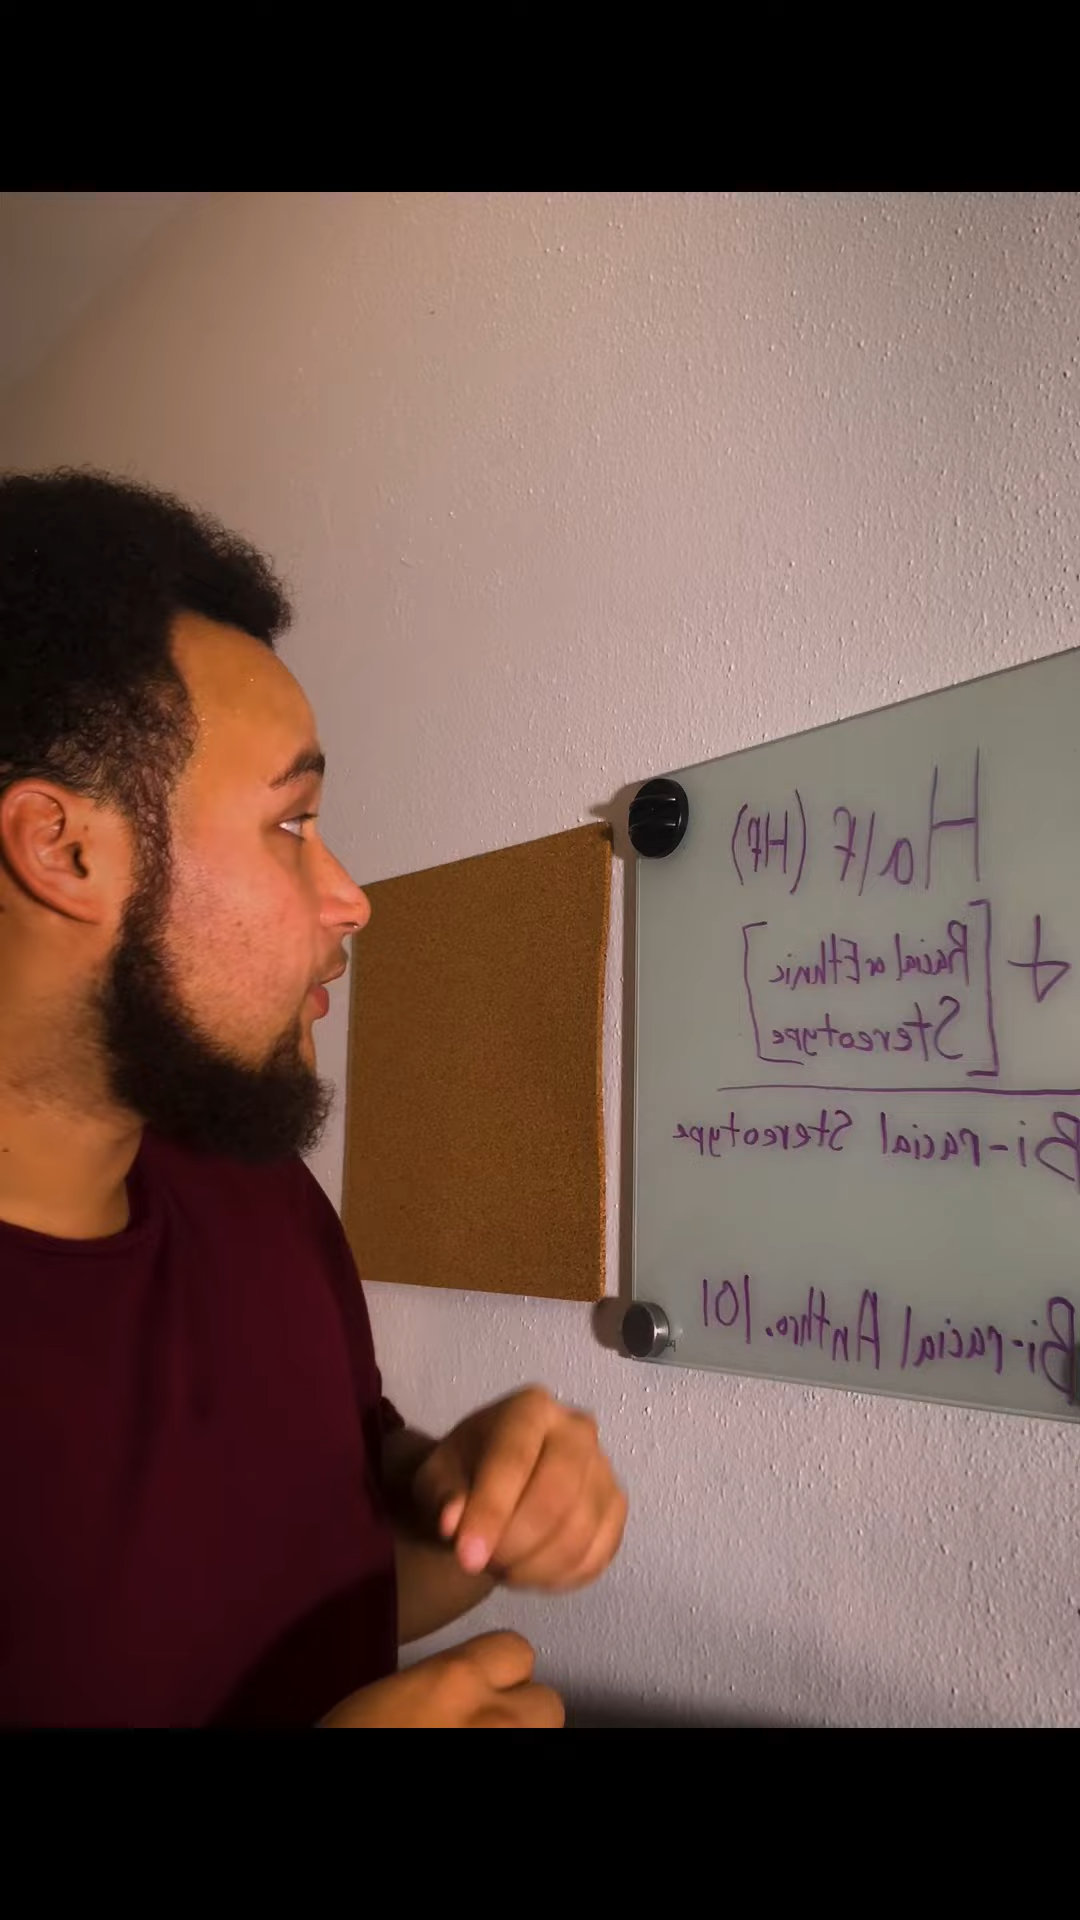 Half (HF)
+ [Racial or Ethnic
Stereotype]
Bi-racial Stereotype
Bi-racial Anthro. 101